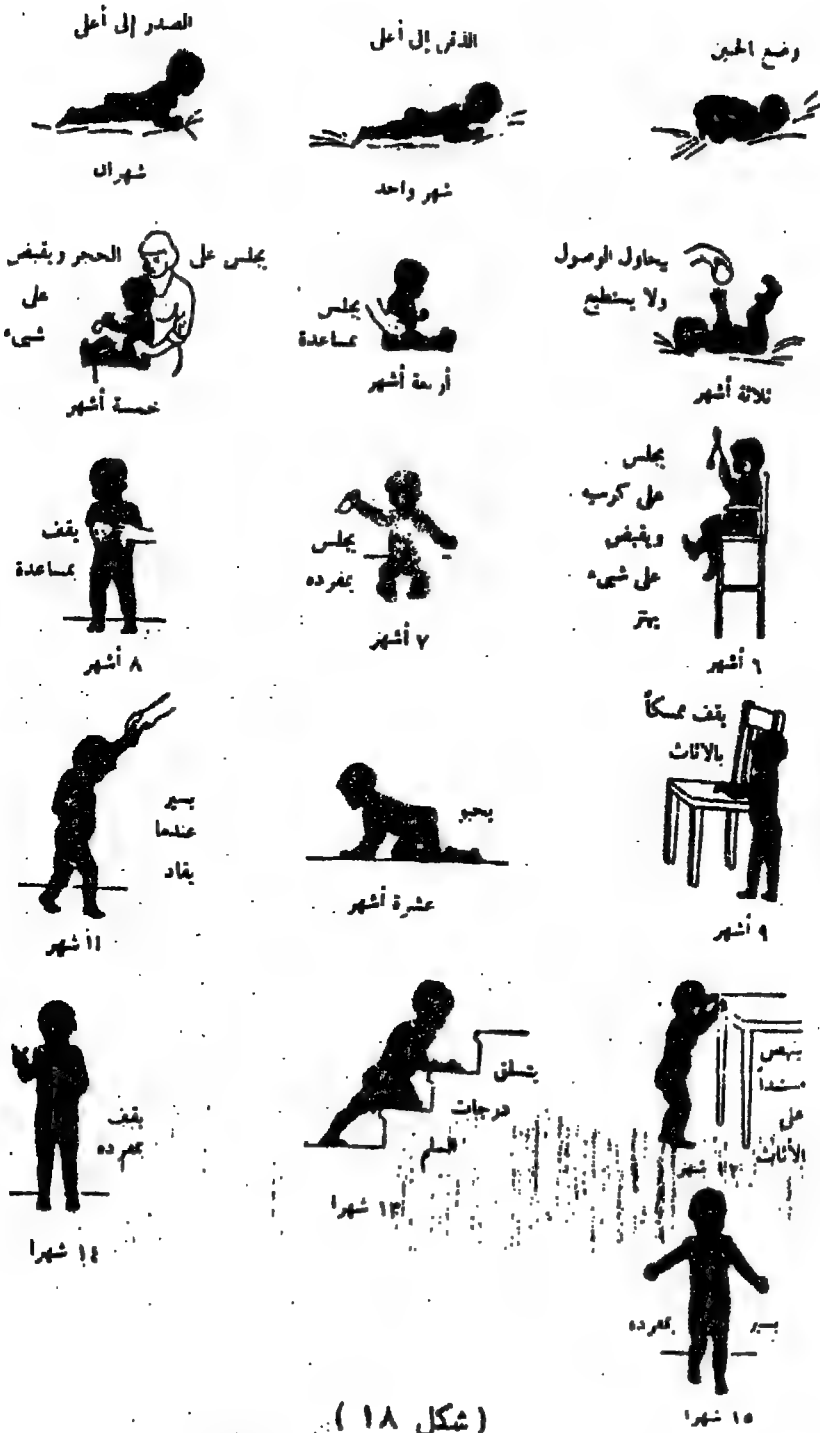 وضع الجنين
الذقن إلى أعلى
شهر واحد
الصدر إلى أعلى
شهران
يحاول الوصول
ولا يستطيع
ثلاثة أشهر
يجلس
بمساعدة
أربعة أشهر
يجلس على الحجر ويقبض
على
شيء
خمسة أشهر
يجلس
على كرسيه
ويقبض
على شيء
يهتز
٦ أشهر
يجلس
بمفرده
٧ أشهر
يقف
بمساعدة
٨ أشهر
يقف ممسكاً
بالاثاث
٩ أشهر
يحبو
عشرة أشهر
يسير
عندما
يقاد
١١ أشهر
ينهض
مستنداً
على
الأثاث
١٢ شهر
يتسلق
درجات
السلم
١٣ شهرا
يقف
بمفرده
١٤ شهرا
يسير بمفرده
١٥ شهرا
(شكل ١٨)